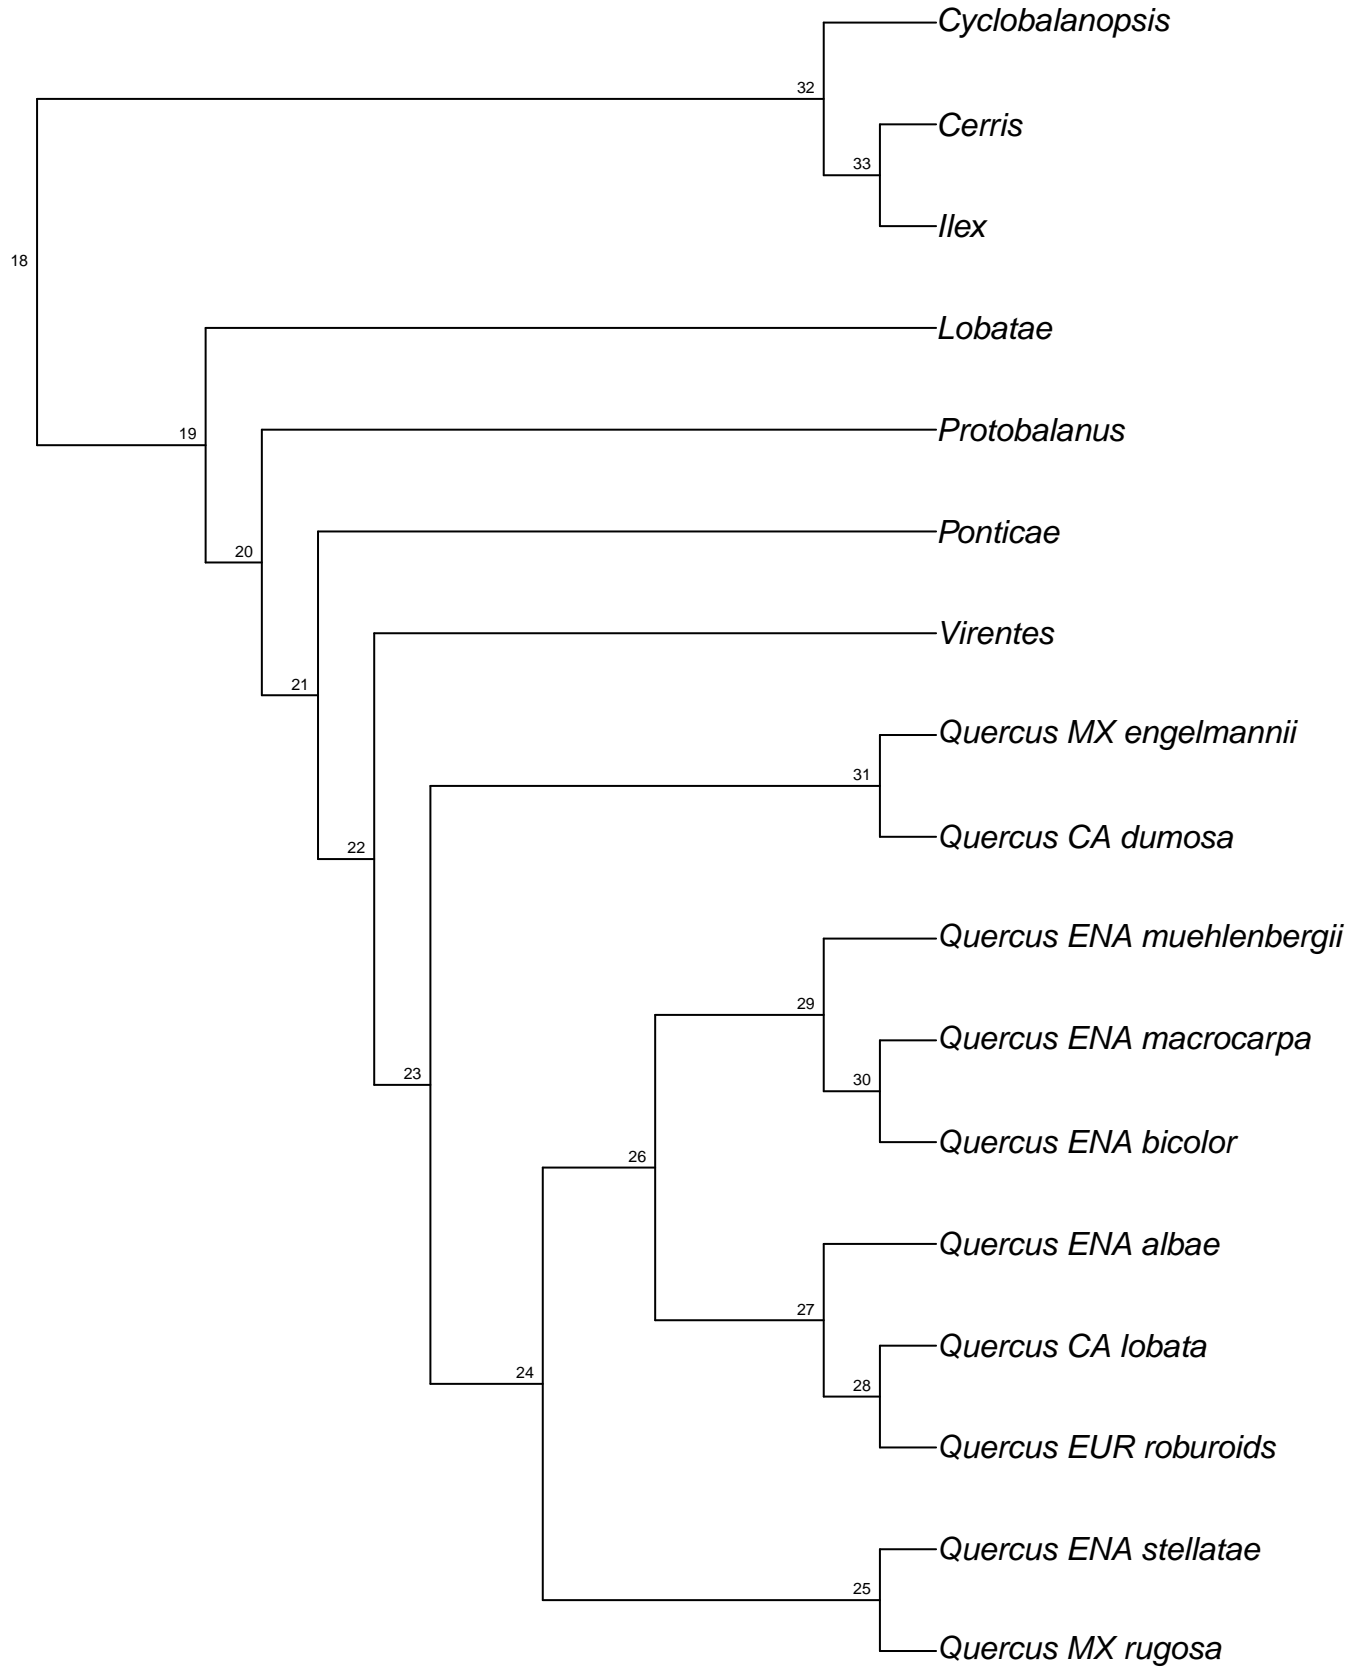 Cyclobalanopsis
32
Cerris
33
Ilex
18
Lobatae
Protobalanus
19
Ponticae
20
Virentes
21
Quercus MX engelmannii
31
Quercus CA dumosa
22
Quercus ENA muehlenbergii
29
Quercus ENA macrocarpa
23
30
Quercus ENA bicolor
26
Quercus ENA albae
27
Quercus CA lobata
24
28
Quercus EUR roburoids
Quercus ENA stellatae
25
Quercus MX rugosa